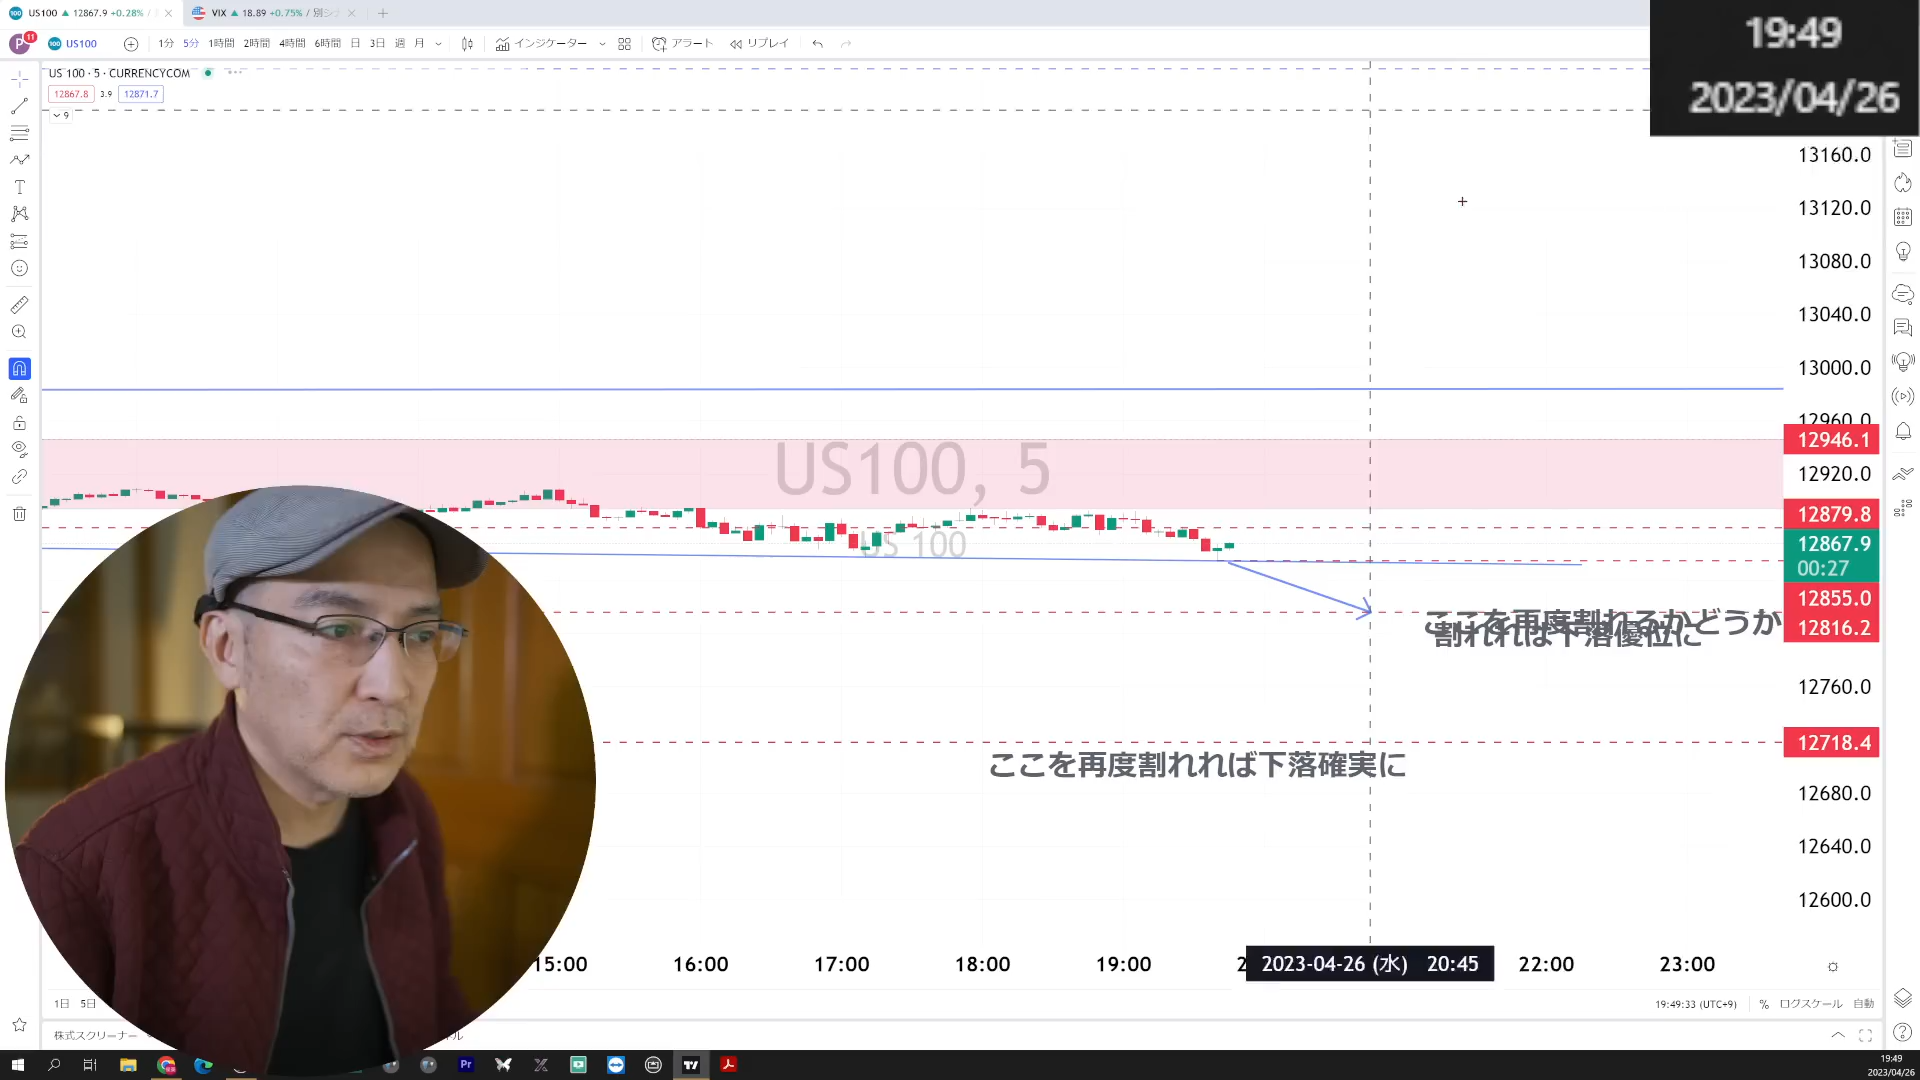 US100 ▲ 12867.9 +0.28% /
VIX ▲ 18.89 +0.75% / 別シナ
19:49
2023/04/26
P 11
100 US100
1分 5分 1時間 2時間 4時間 6時間 日 3日 週 月
インジケーター
アラート
リプレイ
US 100 · 5 · CURRENCYCOM
12867.8 3.9 12871.7
9
13160.0
13120.0
13080.0
13040.0
13000.0
12960.0
12946.1
US100, 5
12920.0
12879.8
US 100
12867.9
00:27
12855.0
ここを再度割れるかどうか
12816.2
割れれば下落優位に
12760.0
12718.4
ここを再度割れれば下落確実に
12680.0
12640.0
12600.0
15:00 16:00 17:00 18:00 19:00 2 2023-04-26 (水) 20:45 22:00 23:00
1日 5日
19:49:33 (UTC+9) % ログスケール 自動
株式スクリーナー
Pr
19:49
2023/04/26